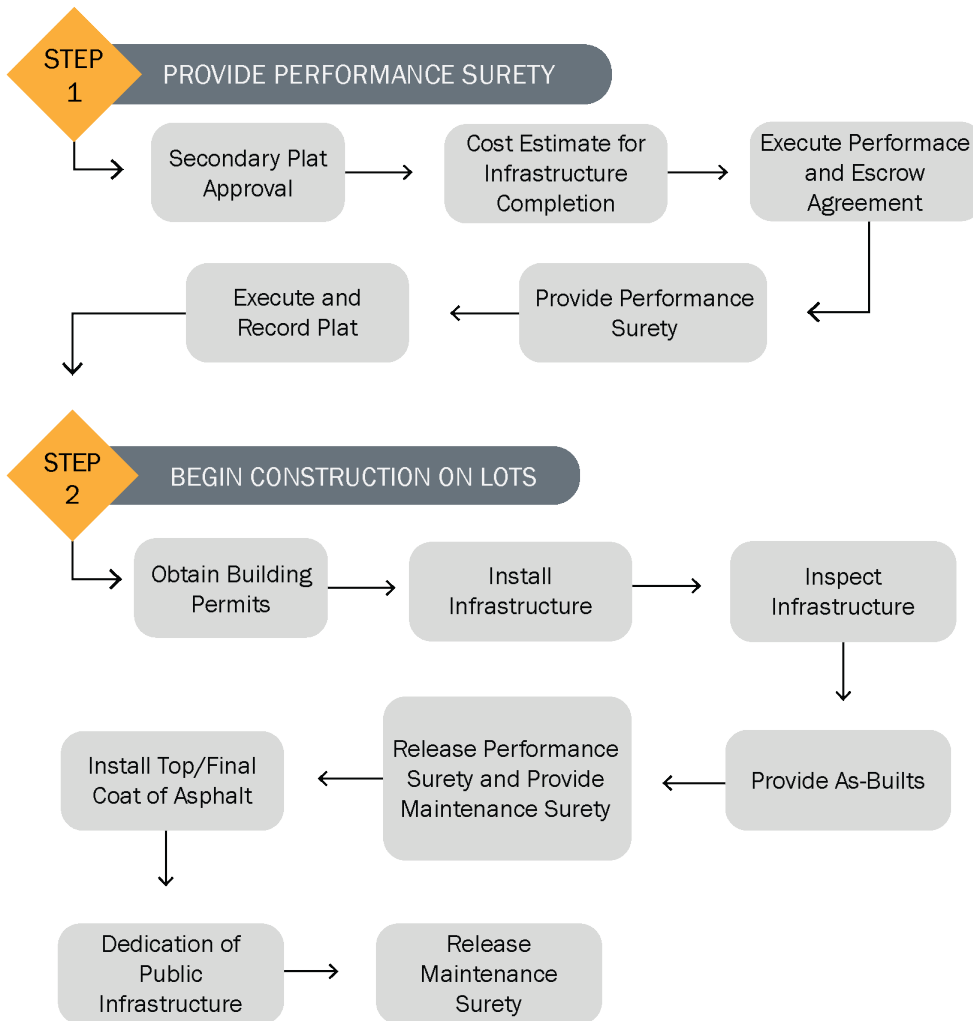 STEP
1
PROVIDE PERFORMANCE SURETY
Secondary Plat
Approval
Cost Estimate for
Infrastructure
Completion
Execute Performace
and Escrow
Agreement
Provide Performance
Surety
Execute and
Record Plat
STEP
2
BEGIN CONSTRUCTION ON LOTS
Obtain Building
Permits
Install
Infrastructure
Inspect
Infrastructure
Provide As-Builts
Release Performance
Surety and Provide
Maintenance Surety
Install Top/Final
Coat of Asphalt
Dedication of
Public
Infrastructure
Release
Maintenance
Surety